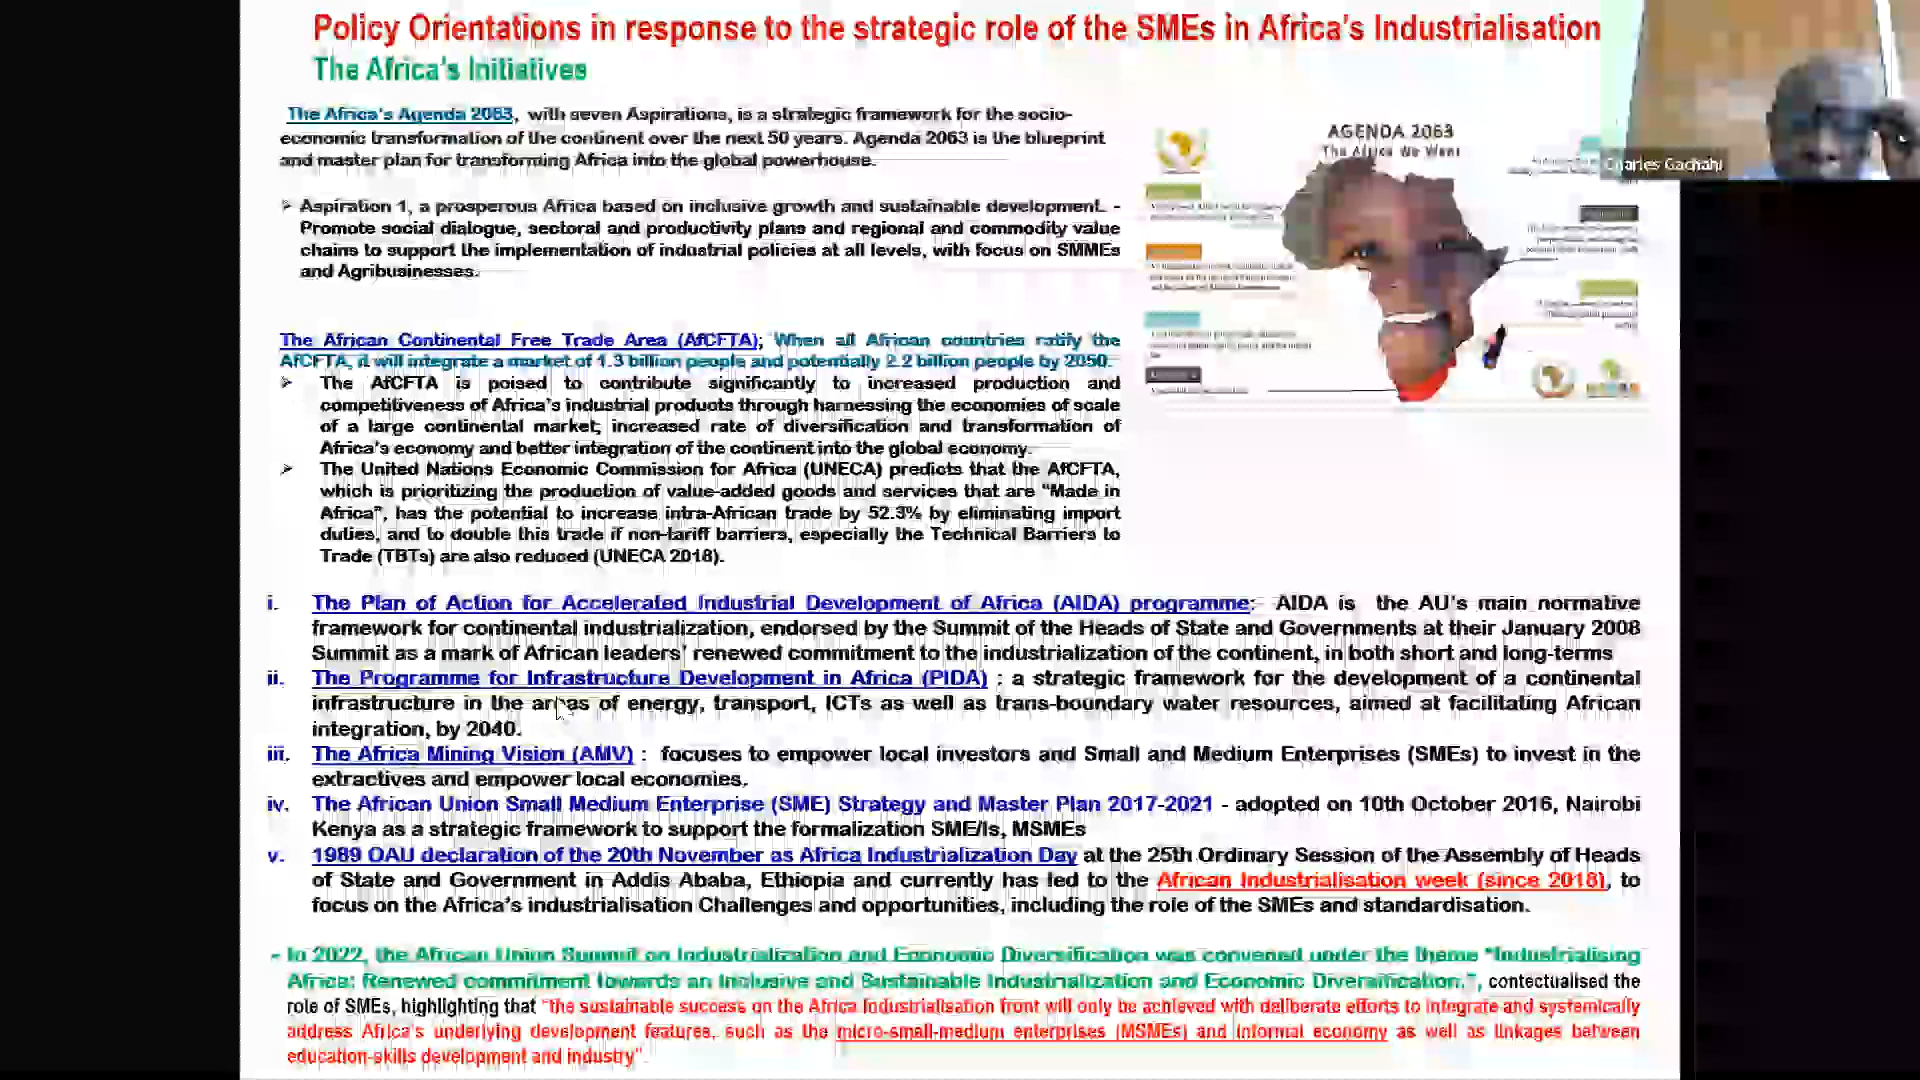 Policy Orientations in response to the strategic role of the SMEs in Africa's Industrialisation
The Africa's Initiatives
The Africa's Agenda 2063, with seven Aspirations, is a strategic framework for the socio-
economic transformation of the continent over the next 50 years. Agenda 2063 is the blueprint
and master plan for transforming Africa into the global powerhouse.
➢ Aspiration 1, a prosperous Africa based on inclusive growth and sustainable development. -
Promote social dialogue, sectoral and productivity plans and regional and commodity value
chains to support the implementation of industrial policies at all levels, with focus on SMMEs
and Agribusinesses.
AGENDA 2063
The Africa We Want
Charles Gachahi
The African Continental Free Trade Area (AfCFTA); When all African countries ratify the
AfCFTA, it will integrate a market of 1.3 billion people and potentially 2.2 billion people by 2050.
➢ The AfCFTA is poised to contribute significantly to increased production and
competitiveness of Africa's industrial products through harnessing the economies of scale
of a large continental market; increased rate of diversification and transformation of
Africa's economy and better integration of the continent into the global economy.
➢ The United Nations Economic Commission for Africa (UNECA) predicts that the AfCFTA,
which is prioritizing the production of value-added goods and services that are "Made in
Africa", has the potential to increase intra-African trade by 52.3% by eliminating import
duties, and to double this trade if non-tariff barriers, especially the Technical Barriers to
Trade (TBTs) are also reduced (UNECA 2018).
i. The Plan of Action for Accelerated Industrial Development of Africa (AIDA) programme: AIDA is the AU's main normative
framework for continental industrialization, endorsed by the Summit of the Heads of State and Governments at their January 2008
Summit as a mark of African leaders' renewed commitment to the industrialization of the continent, in both short and long-terms
ii. The Programme for Infrastructure Development in Africa (PIDA) : a strategic framework for the development of a continental
infrastructure in the areas of energy, transport, ICTs as well as trans-boundary water resources, aimed at facilitating African
integration, by 2040.
iii. The Africa Mining Vision (AMV) : focuses to empower local investors and Small and Medium Enterprises (SMEs) to invest in the
extractives and empower local economies.
iv. The African Union Small Medium Enterprise (SME) Strategy and Master Plan 2017-2021 - adopted on 10th October 2016, Nairobi
Kenya as a strategic framework to support the formalization SME/Is, MSMEs
v. 1989 OAU declaration of the 20th November as Africa Industrialization Day at the 25th Ordinary Session of the Assembly of Heads
of State and Government in Addis Ababa, Ethiopia and currently has led to the African Industrialisation week (since 2018), to
focus on the Africa's industrialisation Challenges and opportunities, including the role of the SMEs and standardisation.
- In 2022, the African Union Summit on Industrialization and Economic Diversification was convened under the theme "Industrialising
Africa: Renewed commitment towards an Inclusive and Sustainable Industrialization and Economic Diversification.", contectualised the
role of SMEs, highlighting that "the sustainable success on the Africa Industrialisation front will only be achieved with deliberate efforts to integrate and systemically
address Africa's underlying development features, such as the micro-small-medium enterprises (MSMEs) and informal economy as well as linkages between
education-skills development and industry".